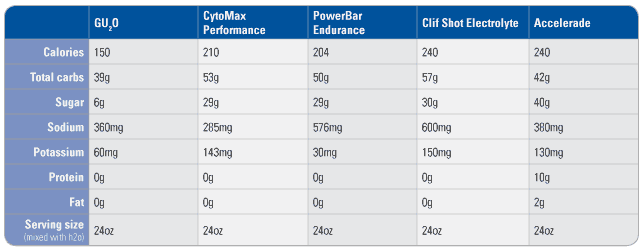 GU₂O CytoMax Performance PowerBar Endurance Clif Shot Electrolyte Accelerade
Calories 150 210 204 240 240
Total carbs 39g 53g 50g 57g 42g
Sugar 6g 29g 29g 30g 40g
Sodium 360mg 285mg 576mg 600mg 380mg
Potassium 60mg 143mg 30mg 150mg 130mg
Protein 0g 0g 0g 0g 10g
Fat 0g 0g 0g 0g 2g
Serving size (mixed with h2o) 24oz 24oz 24oz 24oz 24oz